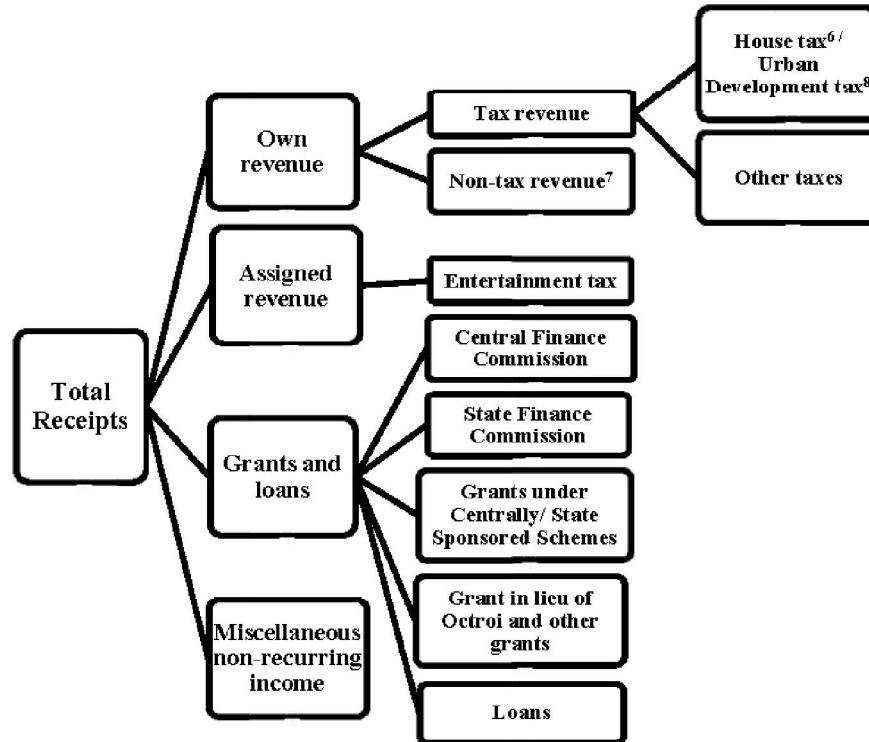 Total
Receipts
Own
revenue
Tax revenue
House tax⁶ /
Urban
Development tax⁸
Other taxes
Non-tax revenue⁷
Assigned
revenue
Entertainment tax
Grants and
loans
Central Finance
Commission
State Finance
Commission
Grants under
Centrally/ State
Sponsored Schemes
Grant in lieu of
Octroi and other
grants
Loans
Miscellaneous
non-recurring
income